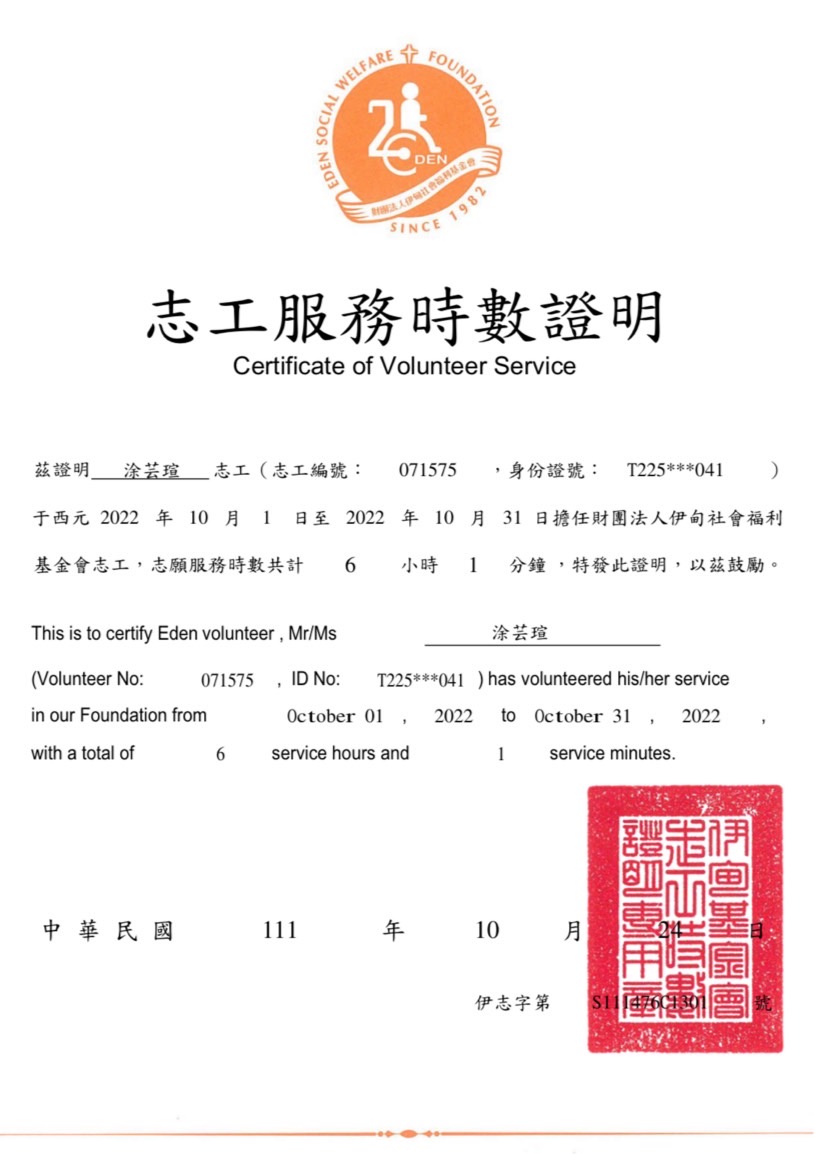 EDEN SOCIAL WELFARE FOUNDATION
EDEN
財團法人伊甸社會福利基金會
SINCE 1982
志工服務時數證明
Certificate of Volunteer Service
茲證明 涂芸瑄 志工（志工編號： 071575 ，身份證號： T225***041 ）
于西元 2022 年 10 月 1 日至 2022 年 10 月 31 日擔任財團法人伊甸社會福利
基金會志工，志願服務時數共計 6 小時 1 分鐘 ，特發此證明，以茲鼓勵。
This is to certify Eden volunteer , Mr/Ms 涂芸瑄
(Volunteer No: 071575 , ID No: T225***041 ) has volunteered his/her service
in our Foundation from October 01 , 2022 to October 31 , 2022 ,
with a total of 6 service hours and 1 service minutes.
伊甸基金會
志工時數
證明專用章
中華民國 111 年 10 月 24 日
伊志字第 S111476C1301 號